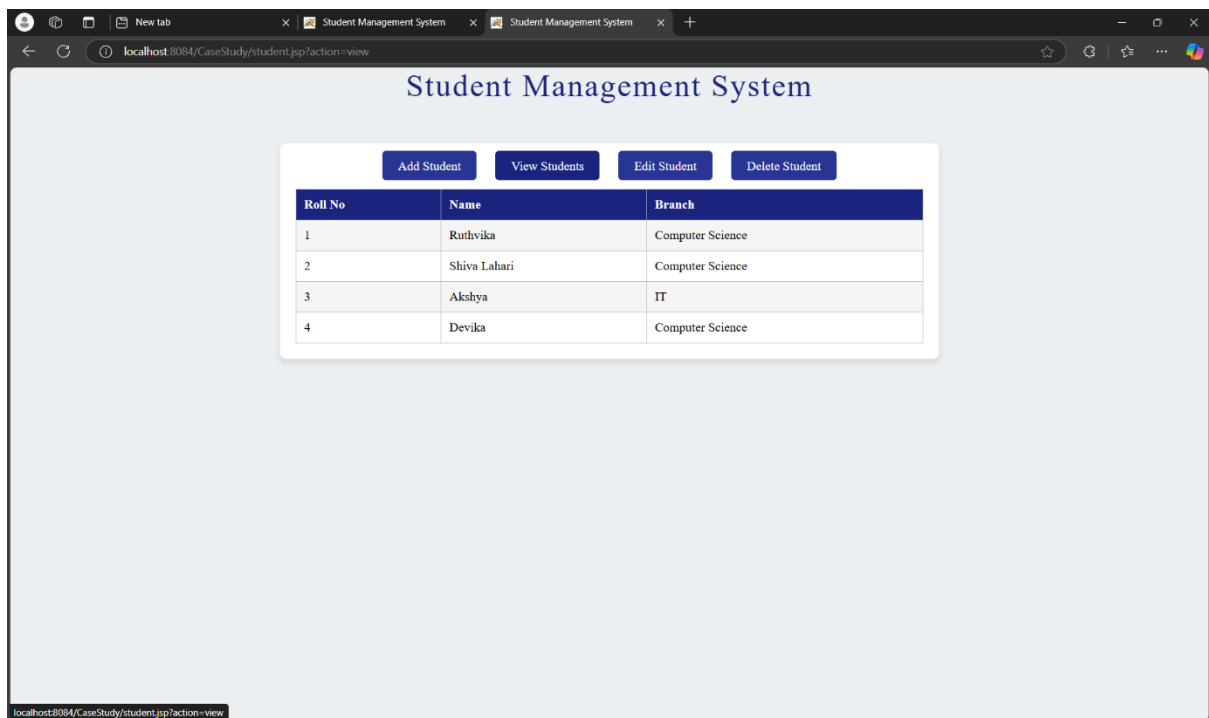 New tab
Student Management System
Student Management System
localhost:8084/CaseStudy/student.jsp?action=view
Student Management System
Add Student View Students Edit Student Delete Student
Roll No Name Branch
1 Ruthvika Computer Science
2 Shiva Lahari Computer Science
3 Akshya IT
4 Devika Computer Science
localhost:8084/CaseStudy/student.jsp?action=view